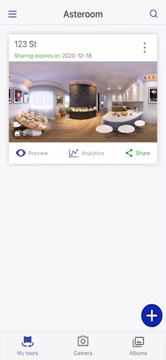 Asteroom
123 St
Sharing expires on 2020-12-18
Preview
Analytics
Share
My tours
Camera
Albums